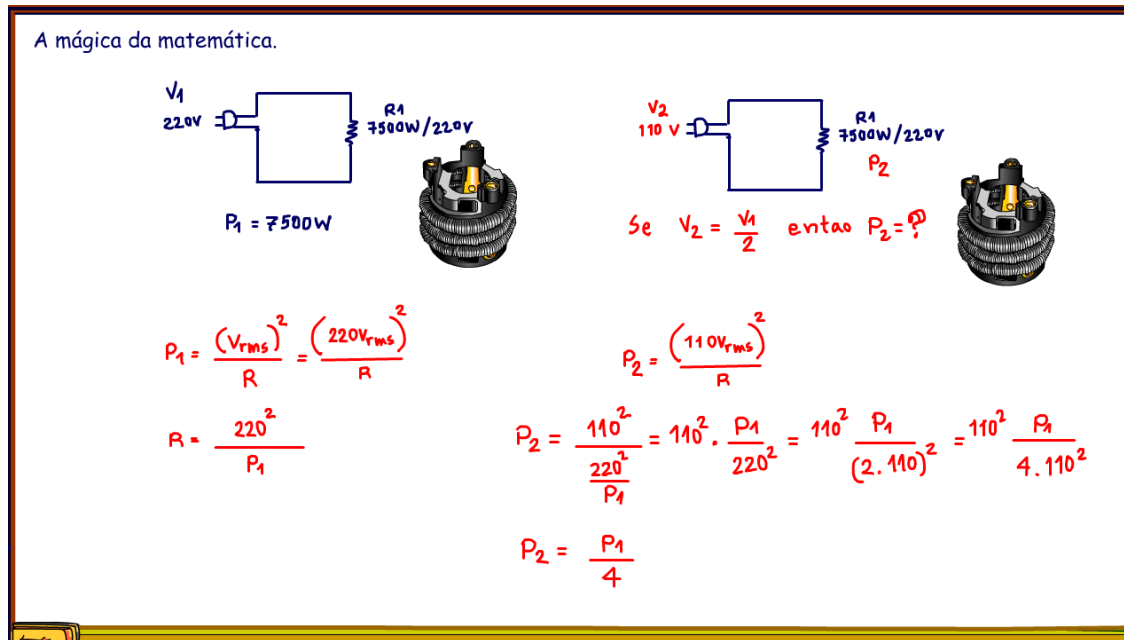 A mágica da matemática.
V1
220V
R1
7500W/220V
P1 = 7500W
V2
110 V
R1
7500W/220V
P2
Se V2 = V1/2 entao P2 = ?
P1 = (Vrms)²/R = (220Vrms)²/R
R = 220²/P1
P2 = (110Vrms)²/R
P2 = 110²/(220²/P1) = 110² . P1/220² = 110² P1/(2.110)² = 110² P1/4.110²
P2 = P1/4